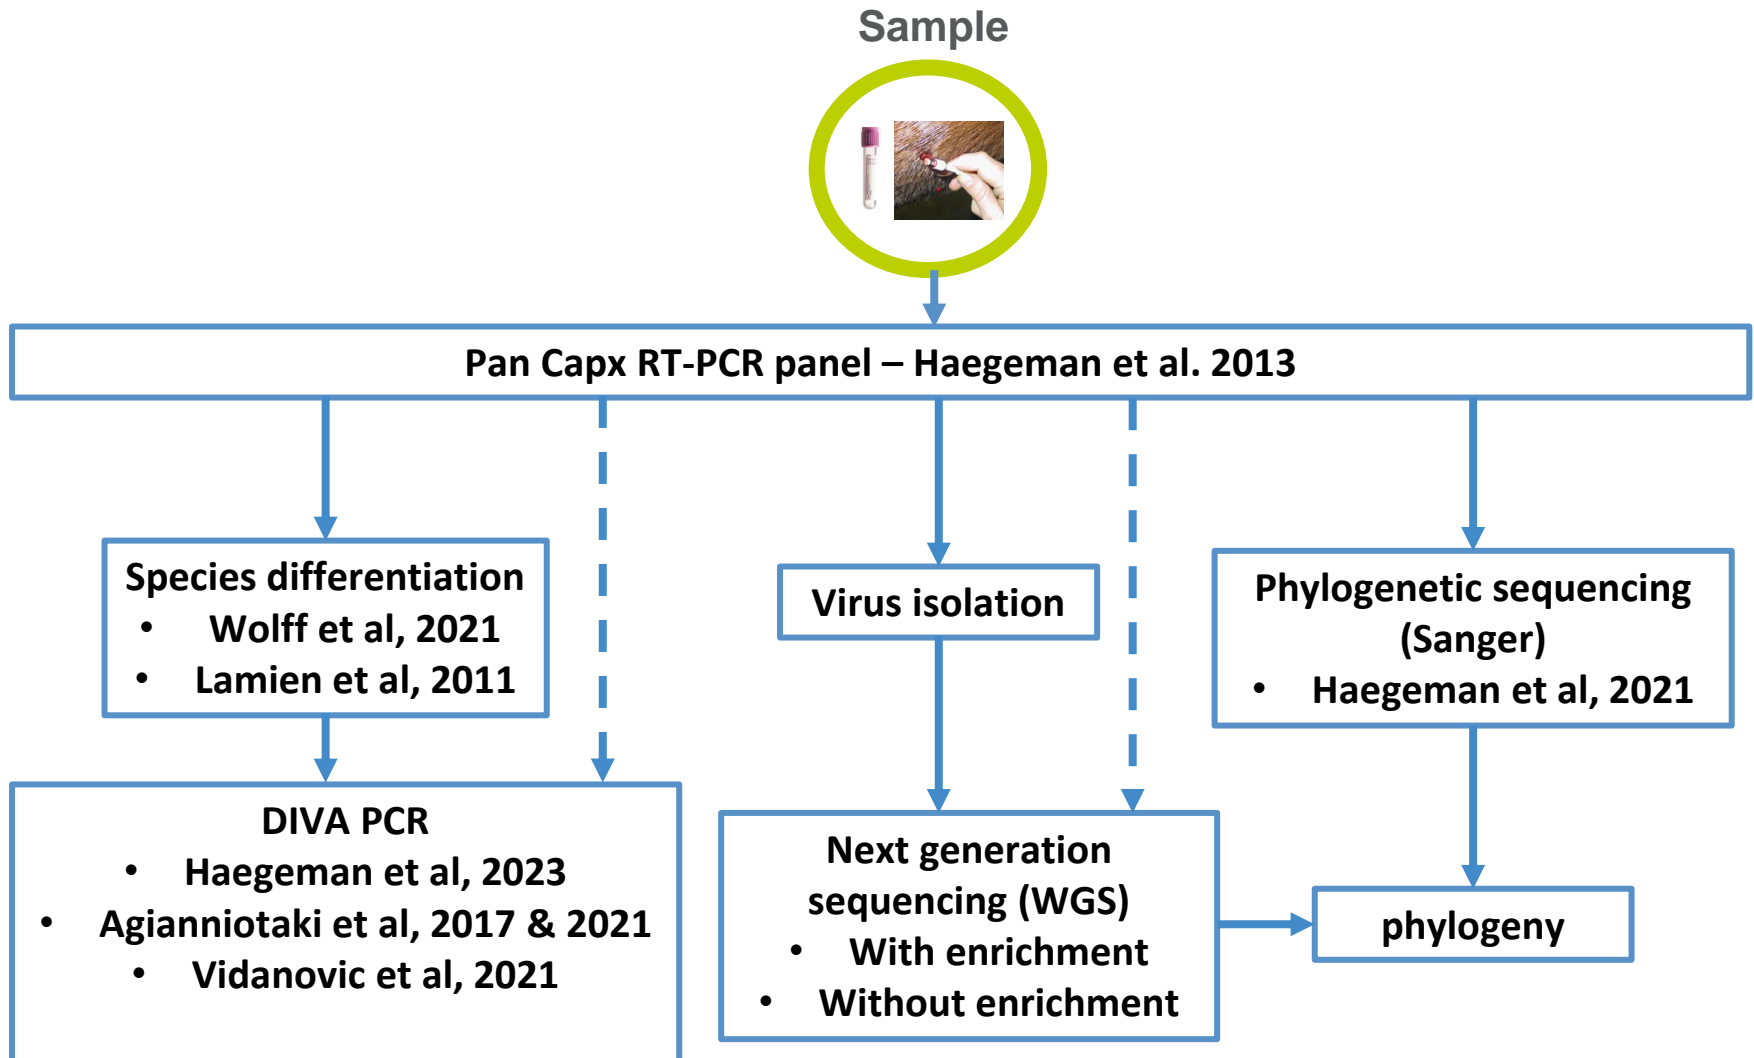 Sample
Pan Capx RT-PCR panel – Haegeman et al. 2013
Species differentiation
• Wolff et al, 2021
• Lamien et al, 2011
Virus isolation
Phylogenetic sequencing
(Sanger)
• Haegeman et al, 2021
DIVA PCR
• Haegeman et al, 2023
• Agianniotaki et al, 2017 & 2021
• Vidanovic et al, 2021
Next generation
sequencing (WGS)
• With enrichment
• Without enrichment
phylogeny